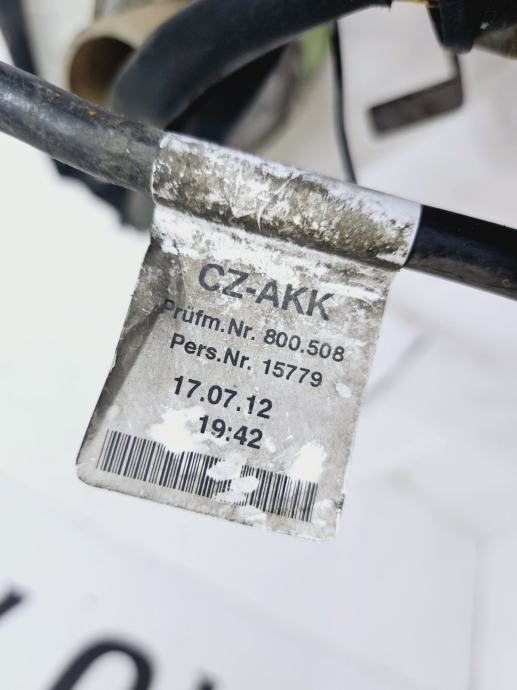 CZ-AKK
Prüfm.Nr. 800.508
Pers.Nr. 15779
17.07.12
19:42